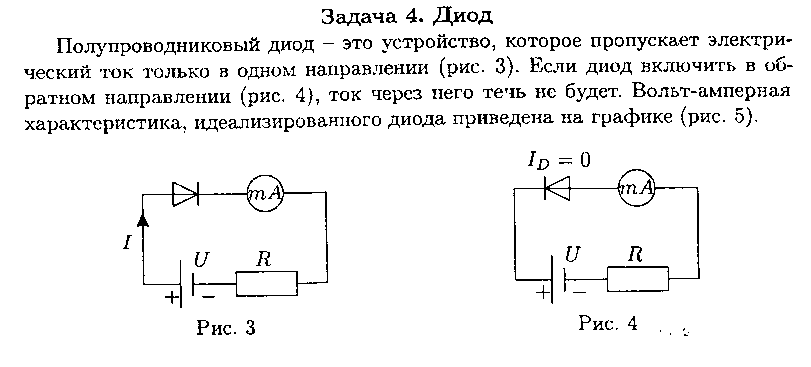 Задача 4. Диод
Полупроводниковый диод – это устройство, которое пропускает электри-
ческий ток только в одном направлении (рис. 3). Если диод включить в об-
ратном направлении (рис. 4), ток через него течь не будет. Вольт-амперная
характеристика, идеализированного диода приведена на графике (рис. 5).
I_D = 0
mA
mA
I
U
R
U
R
+
–
+
–
Рис. 3
Рис. 4